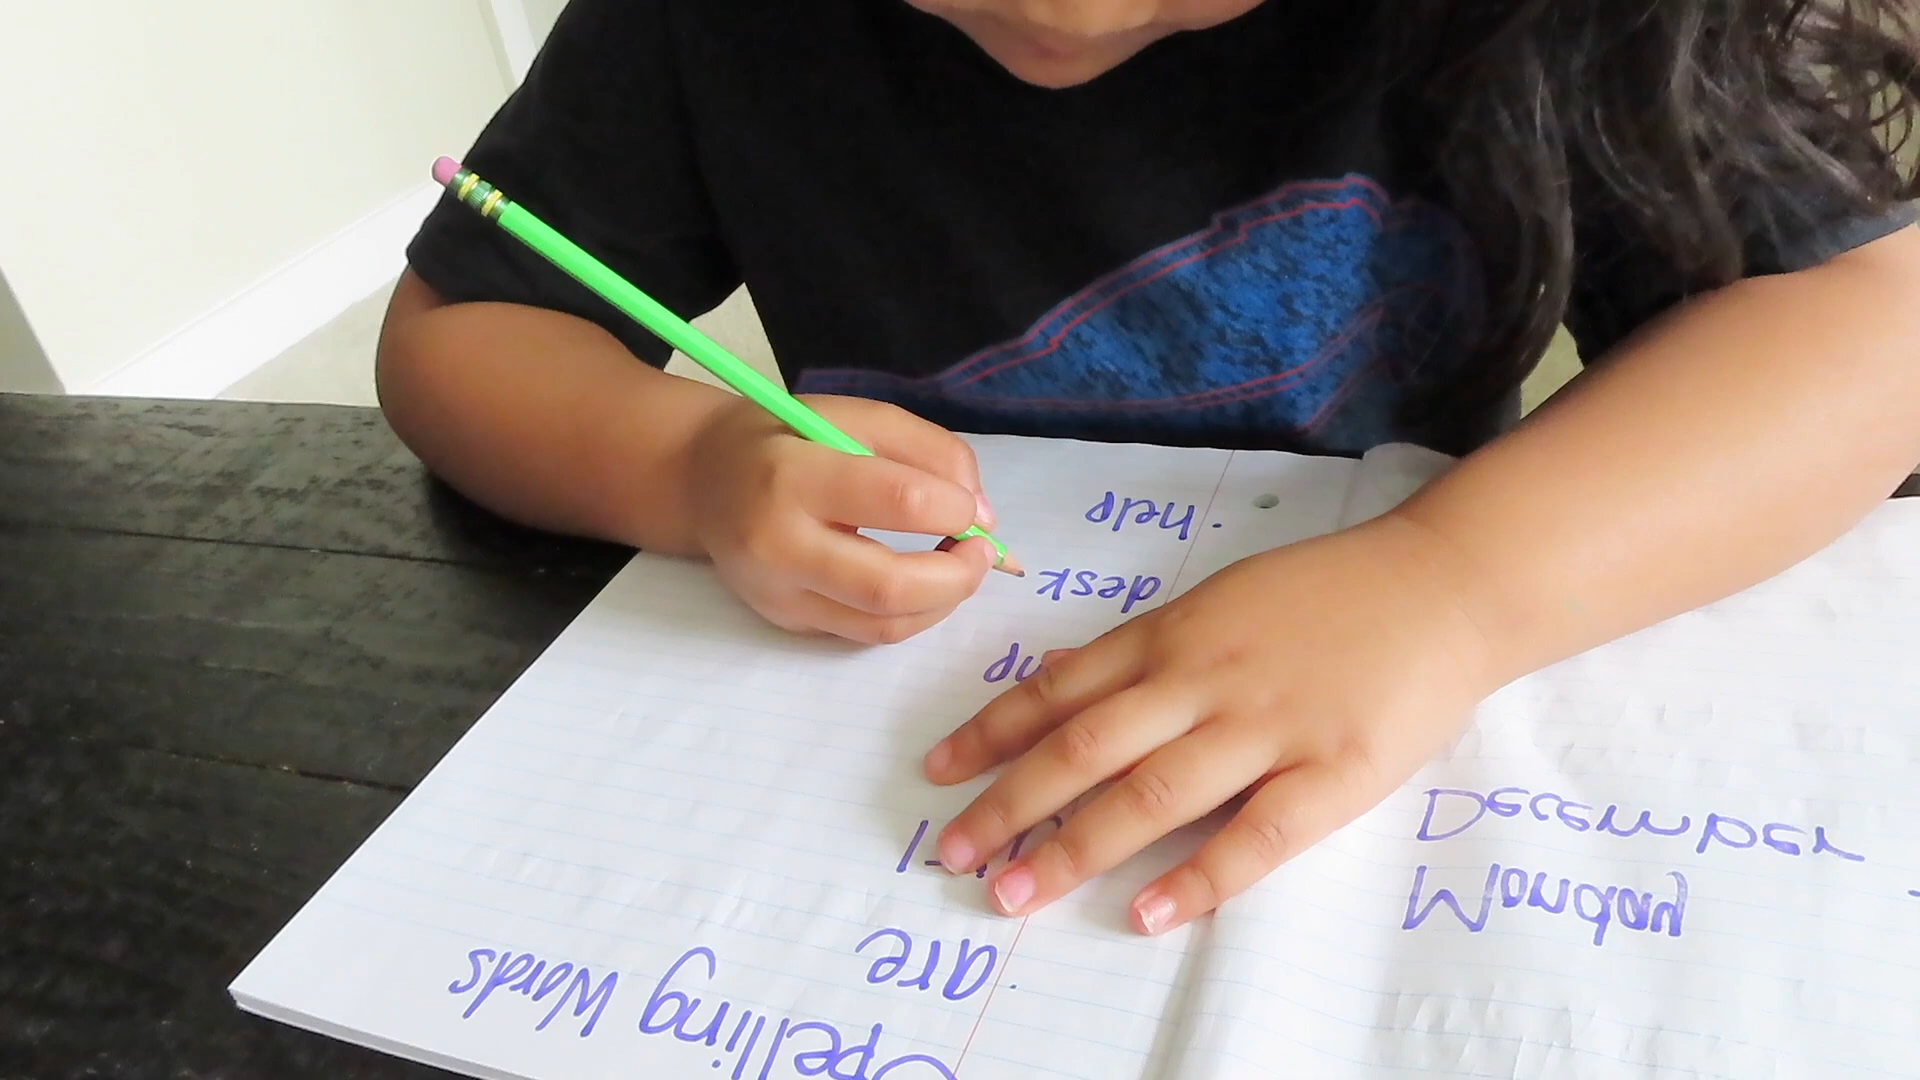 Monday
December
Spelling Words
· are
desk
· help